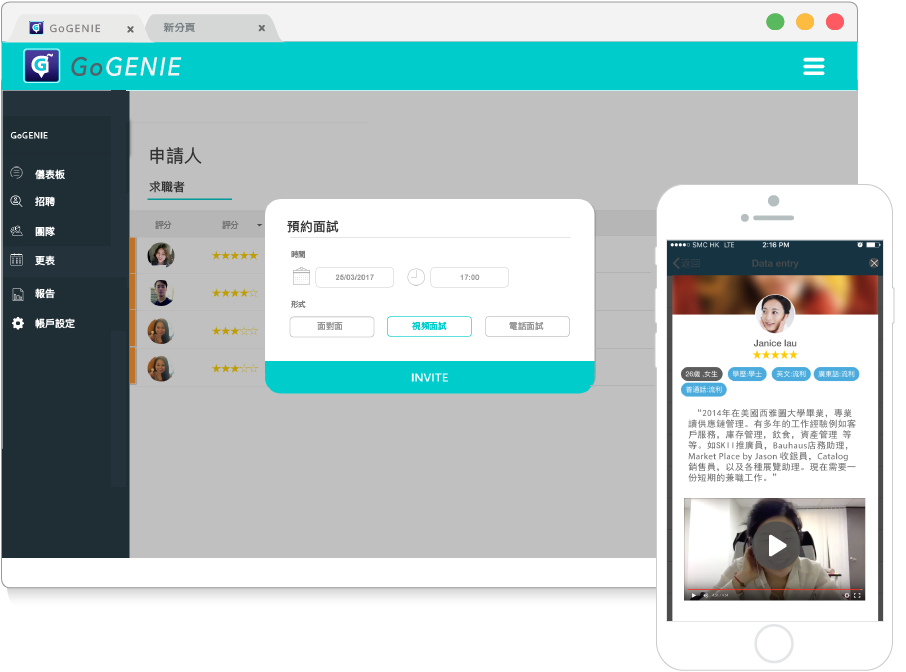 GoGENIE
新分頁
GoGENIE
GoGENIE
儀表板
招聘
團隊
更表
報告
帳戶設定
申請人
求職者
評分 評分
預約面試
時間
26/03/2017 17:00
形式
面對面 視頻面試 電話面試
INVITE
SMC HK LTE 2:16 PM
返回 Data entry
Janice lau
26歲 ,女生 學歷:學士 英文:流利 廣東話:流利
普通話:流利
“2014年在美國西雅圖大學畢業，專業
讀供應鏈管理。有多年的工作經驗例如客
戶服務，庫存管理，飲食，資產管理 等
等。如SKII推廣員，Bauhaus店務助理，
Market Place by Jason 收銀員，Catalog
銷售員，以及各種展覽助理。現在需要一
份短期的兼職工作。”